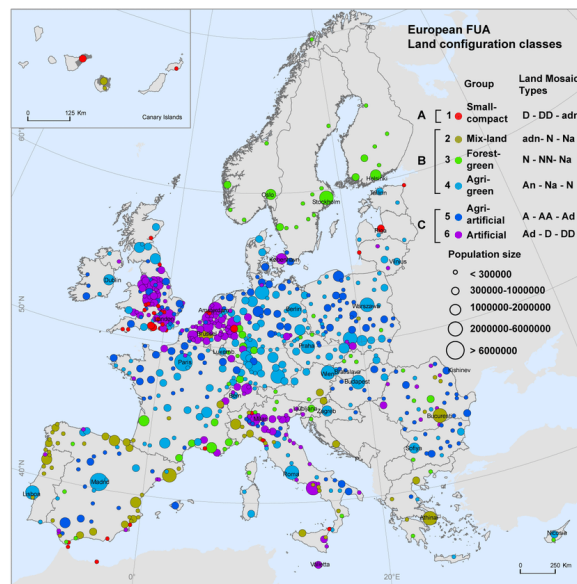 European FUA
Land configuration classes
Group
Land Mosaic Types
A
1 Small-compact D - DD - adn
B
2 Mix-land adn- N - Na
3 Forest-green N - NN- Na
4 Agri-green An - Na - N
C
5 Agri-artificial A - AA - Ad
6 Artificial Ad - D - DD
Population size
< 300000
300000-1000000
1000000-2000000
2000000-6000000
> 6000000
0 125 Km
Canary Islands
60°N
50°N
40°N
Oslo
Stockholm
Helsinki
Tallinn
Riga
Vilnius
Dublin
London
Berlin
Warszawa
Praha
Paris
Wien
Bratislava
Budapest
Kishinev
Zagreb
Bucuresti
Sofiya
Roma
Madrid
Lisboa
Athinai
Valletta
Nicosia
0°
20°E
0 250 Km